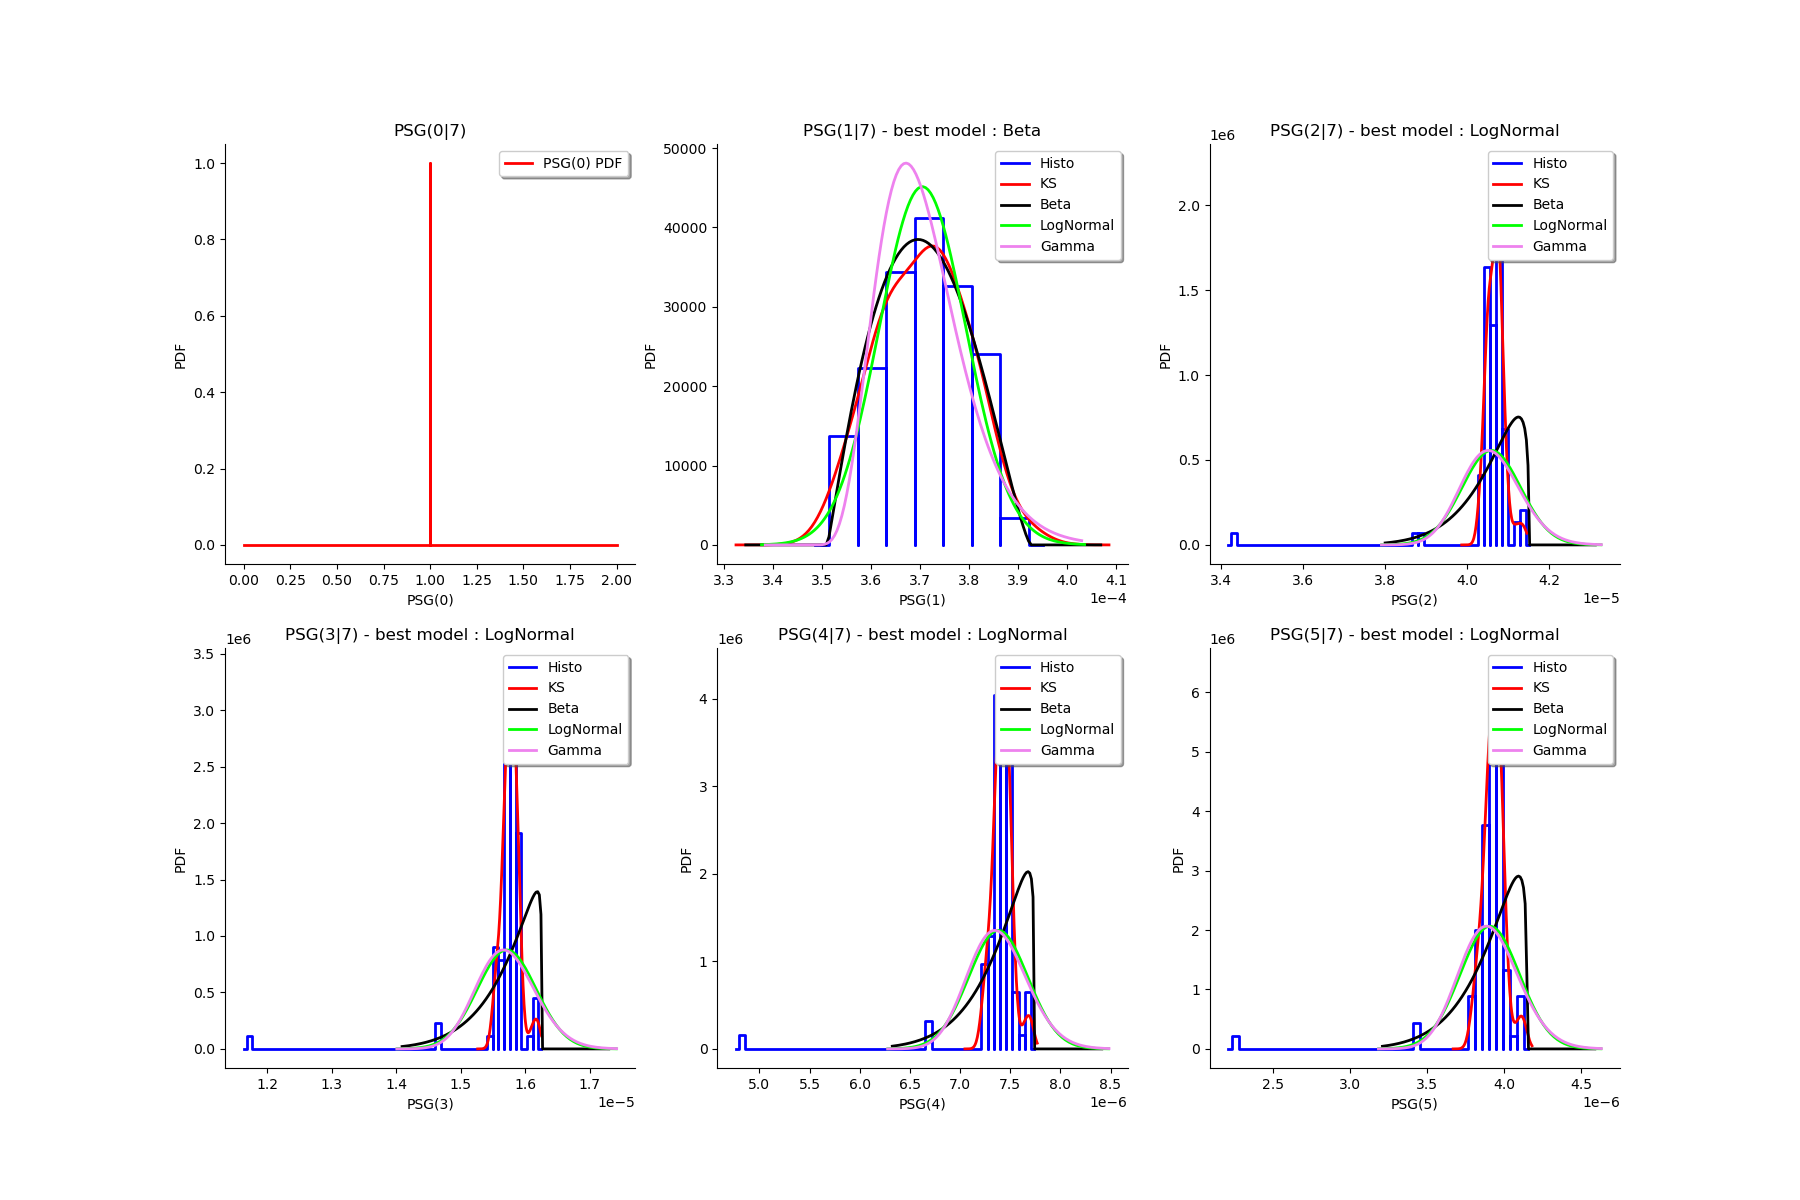 PSG(0|7)
1.0
0.8
0.6
0.4
0.2
0.0
PDF
0.00 0.25 0.50 0.75 1.00 1.25 1.50 1.75 2.00
PSG(0)
PSG(0) PDF
PSG(1|7) - best model : Beta
50000
40000
30000
20000
10000
0
PDF
3.3 3.4 3.5 3.6 3.7 3.8 3.9 4.0 4.1
PSG(1)
1e−4
Histo
KS
Beta
LogNormal
Gamma
PSG(2|7) - best model : LogNormal
1e6
2.0
1.5
1.0
0.5
0.0
PDF
3.4 3.6 3.8 4.0 4.2
PSG(2)
1e−5
Histo
KS
Beta
LogNormal
Gamma
PSG(3|7) - best model : LogNormal
1e6
3.5
3.0
2.5
2.0
1.5
1.0
0.5
0.0
PDF
1.2 1.3 1.4 1.5 1.6 1.7
PSG(3)
1e−5
Histo
KS
Beta
LogNormal
Gamma
PSG(4|7) - best model : LogNormal
1e6
4
3
2
1
0
PDF
5.0 5.5 6.0 6.5 7.0 7.5 8.0 8.5
PSG(4)
1e−6
Histo
KS
Beta
LogNormal
Gamma
PSG(5|7) - best model : LogNormal
1e6
6
5
4
3
2
1
0
PDF
2.5 3.0 3.5 4.0 4.5
PSG(5)
1e−6
Histo
KS
Beta
LogNormal
Gamma